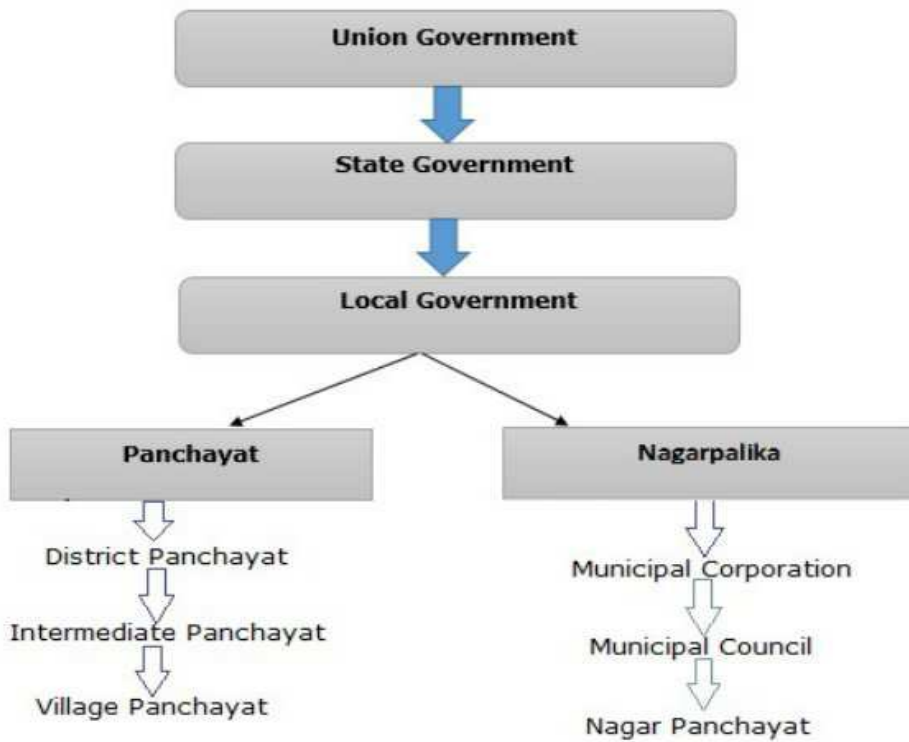 Union Government
State Government
Local Government
Panchayat
District Panchayat
Intermediate Panchayat
Village Panchayat
Nagarpalika
Municipal Corporation
Municipal Council
Nagar Panchayat